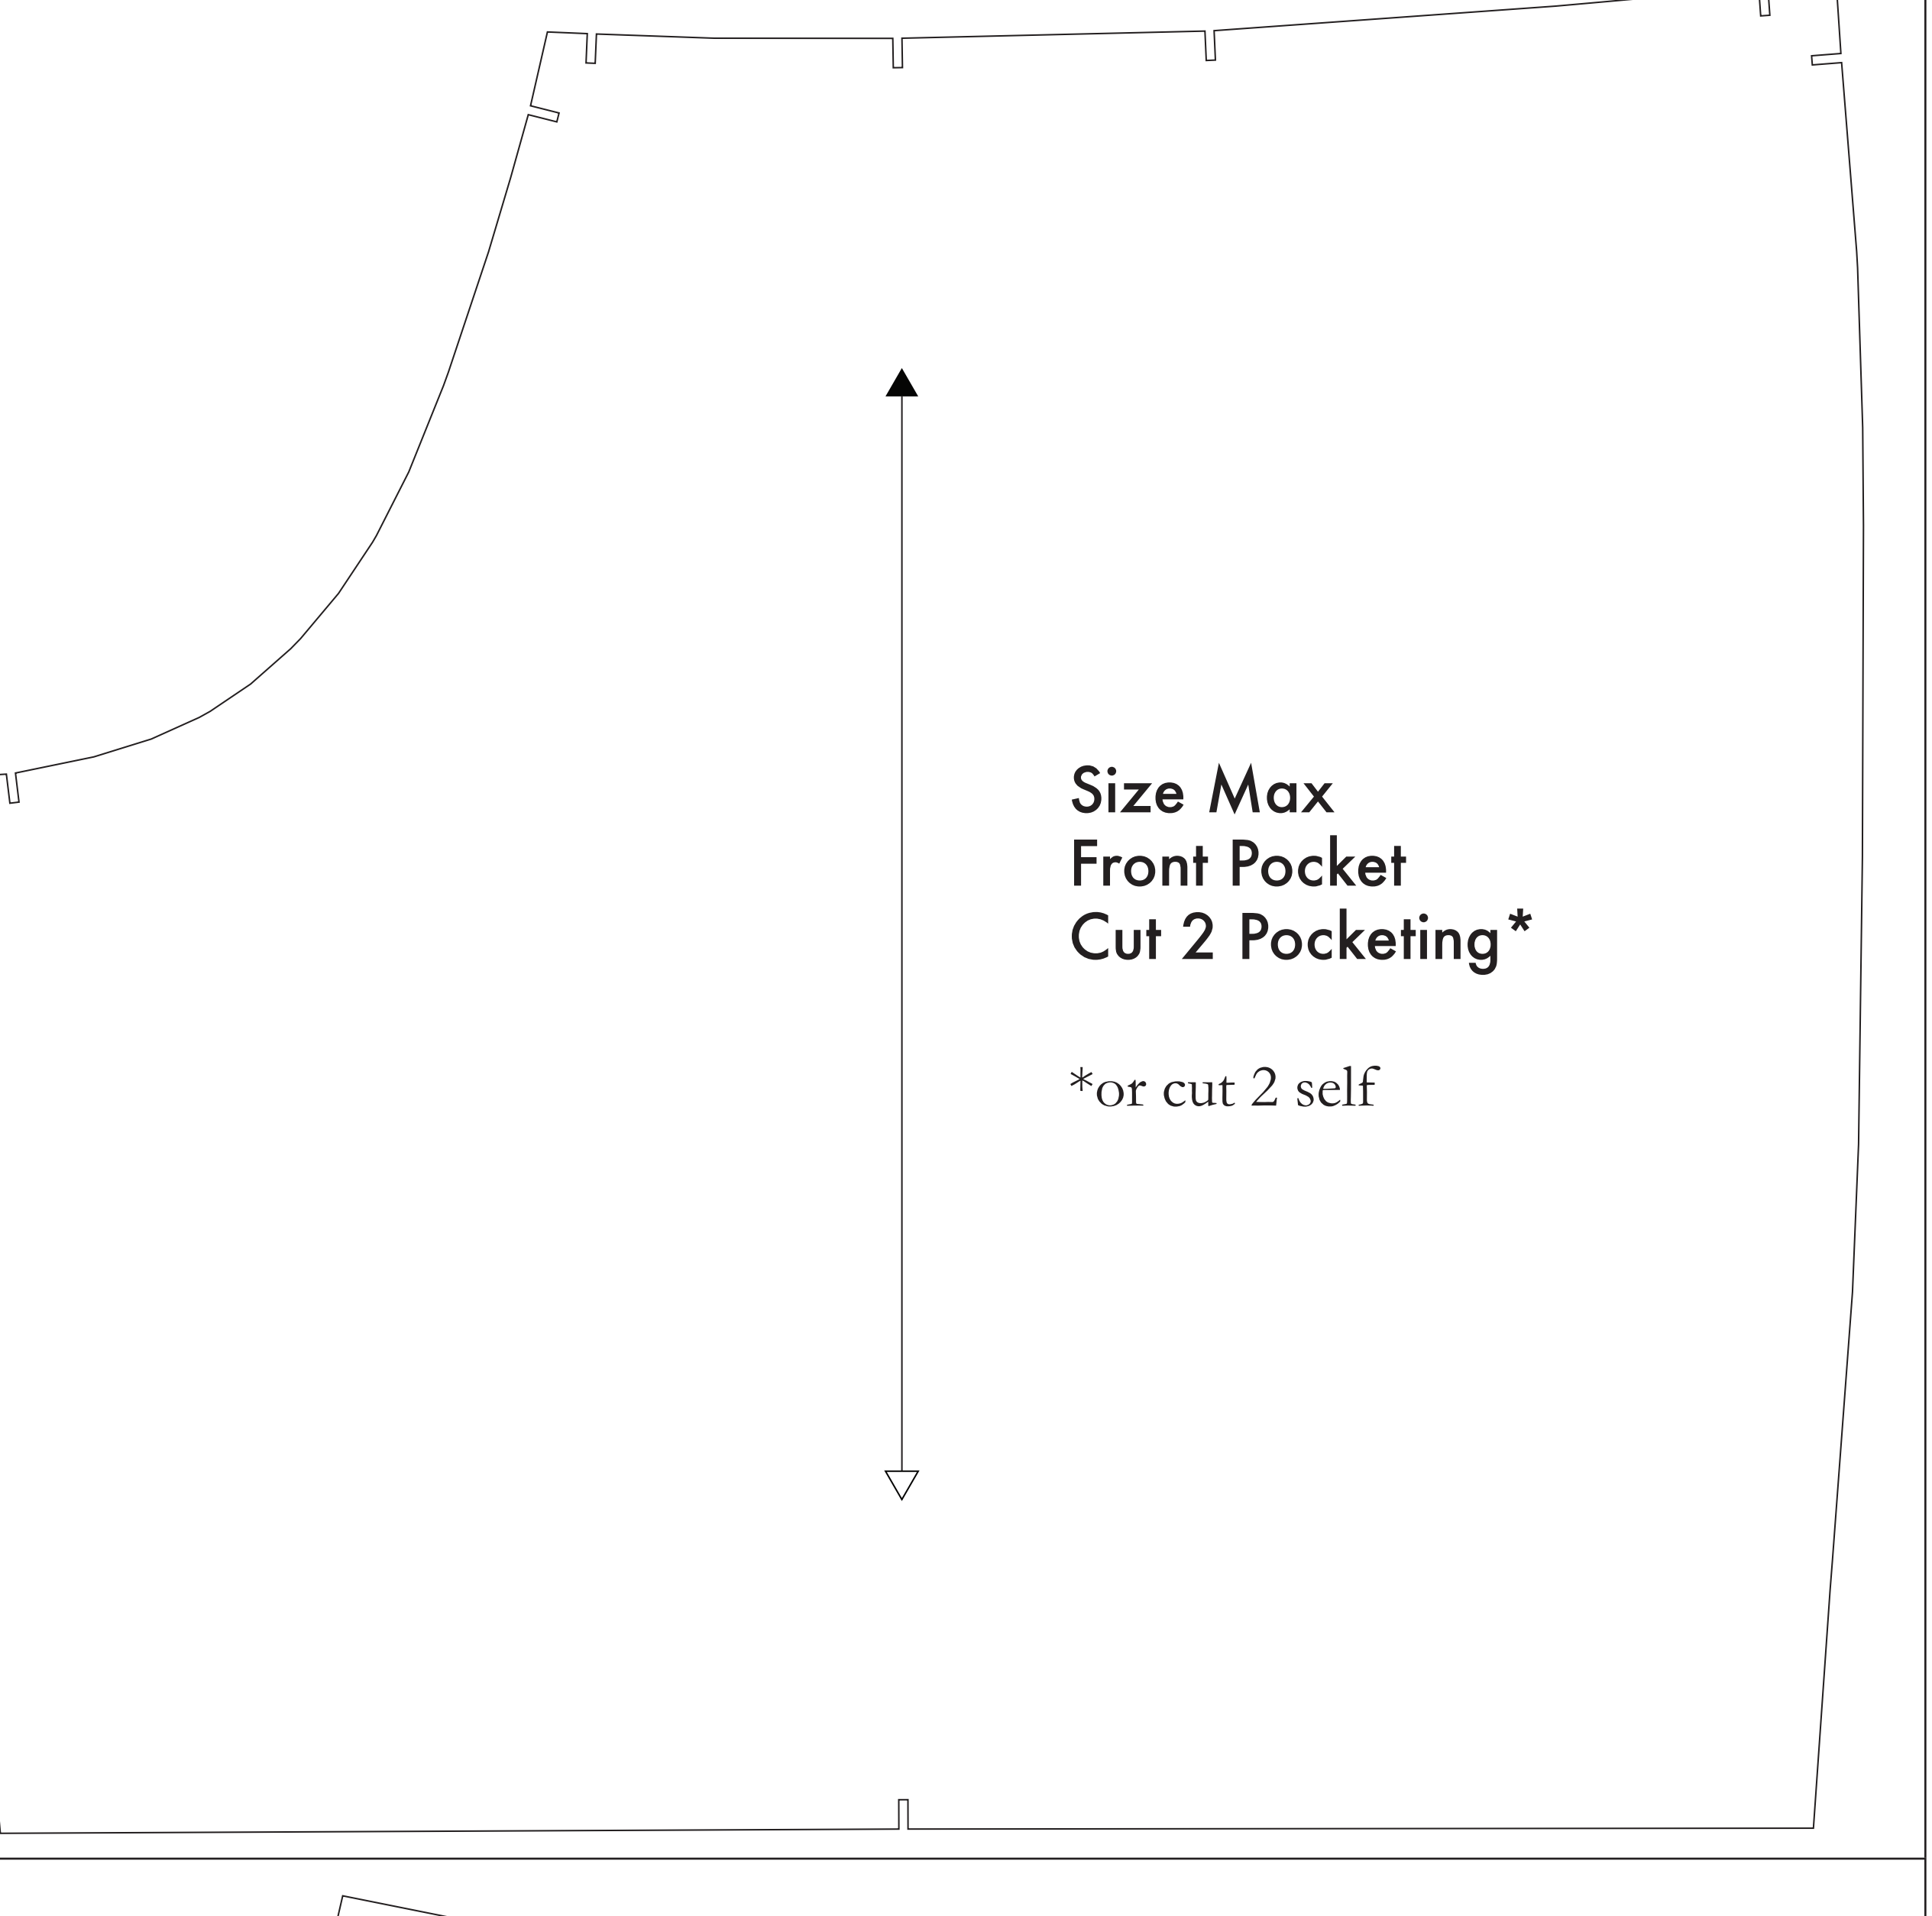 Size Max
Front Pocket
Cut 2 Pocketing*
*or cut 2 self